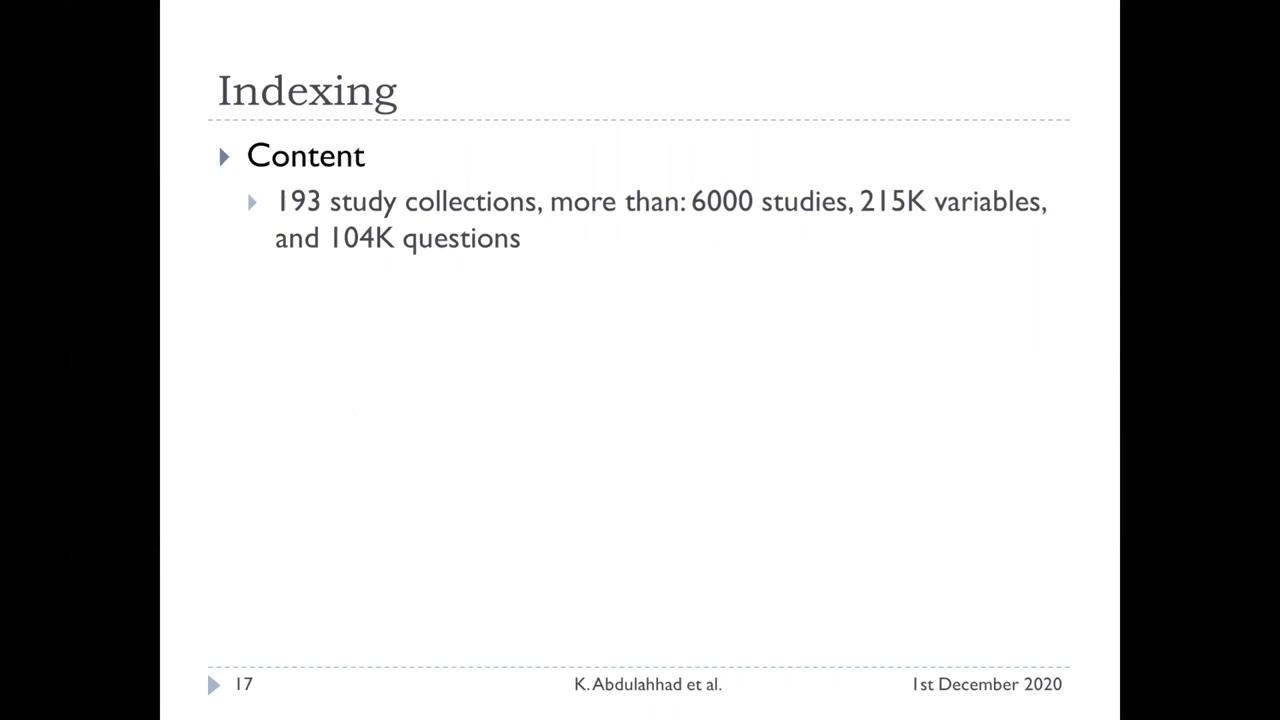 Indexing
Content
193 study collections, more than: 6000 studies, 215K variables,
and 104K questions
17
K. Abdulahhad et al.
1st December 2020